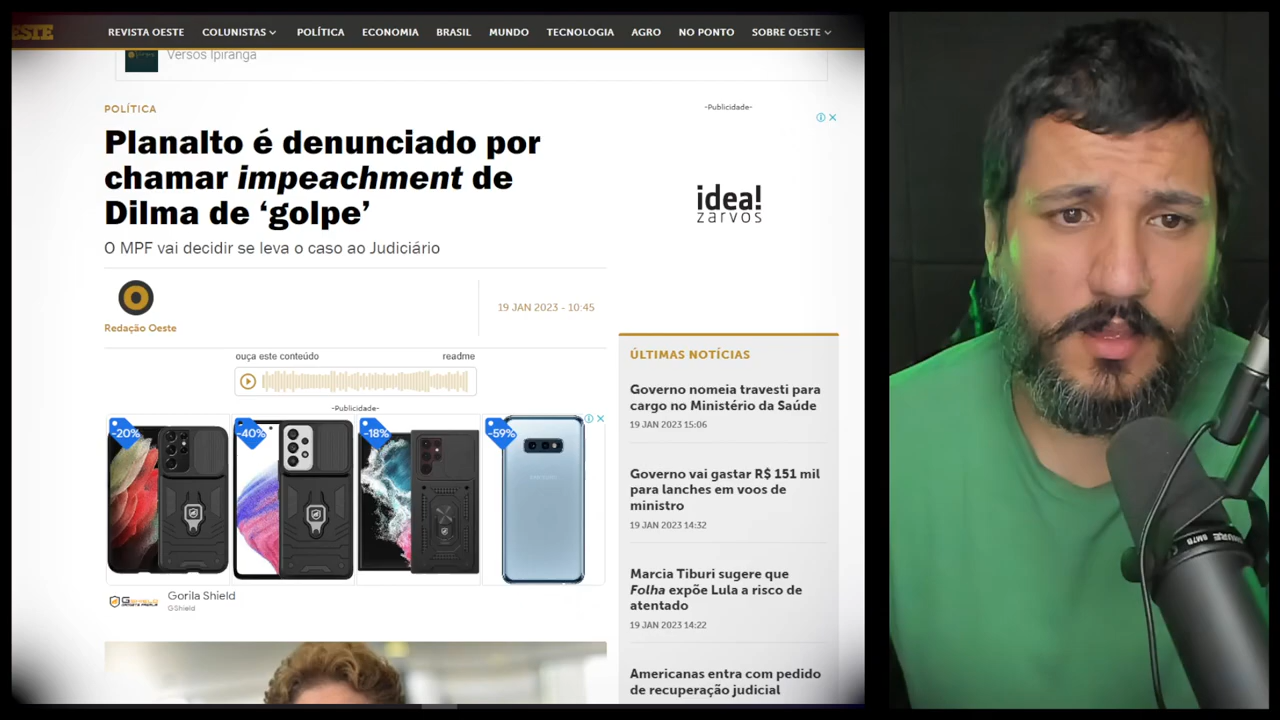 ESTE
REVISTA OESTE COLUNISTAS POLÍTICA ECONOMIA BRASIL MUNDO TECNOLOGIA AGRO NO PONTO SOBRE OESTE
Versos Ipiranga
POLÍTICA
Planalto é denunciado por
chamar impeachment de
Dilma de ‘golpe’
O MPF vai decidir se leva o caso ao Judiciário
Redação Oeste
19 JAN 2023 - 10:45
ouça este conteúdo readme
-Publicidade-
-20% -40% -18% -59%
GSHIELD
Gorila Shield
GShield
-Publicidade-
idea!
zarvos
ÚLTIMAS NOTÍCIAS
Governo nomeia travesti para
cargo no Ministério da Saúde
19 JAN 2023 15:06
Governo vai gastar R$ 151 mil
para lanches em voos de
ministro
19 JAN 2023 14:32
Marcia Tiburi sugere que
Folha expõe Lula a risco de
atentado
19 JAN 2023 14:22
Americanas entra com pedido
de recuperação judicial
SHURE SM7B